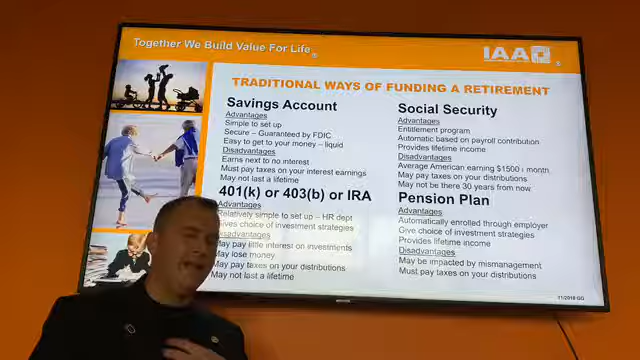 Together We Build Value For Life®
IAA ®
TRADITIONAL WAYS OF FUNDING A RETIREMENT
Savings Account
Advantages
Simple to set up
Secure – Guaranteed by FDIC
Easy to get to your money – liquid
Disadvantages
Earns next to no interest
Must pay taxes on your interest earnings
May not last a lifetime
401(k) or 403(b) or IRA
Advantages
Relatively simple to set up – HR dept
Gives choice of investment strategies
Disadvantages
May pay little interest on investments
May lose money
May pay taxes on your distributions
May not last a lifetime
Social Security
Advantages
Entitlement program
Automatic based on payroll contribution
Provides lifetime income
Disadvantages
Average American earning $1500 : month
May pay taxes on your distributions
May not be there 30 years from now
Pension Plan
Advantages
Automatically enrolled through employer
Give choice of investment strategies
Provides lifetime income
Disadvantages
May be impacted by mismanagement
Must pay taxes on your distributions
11/2018 GG